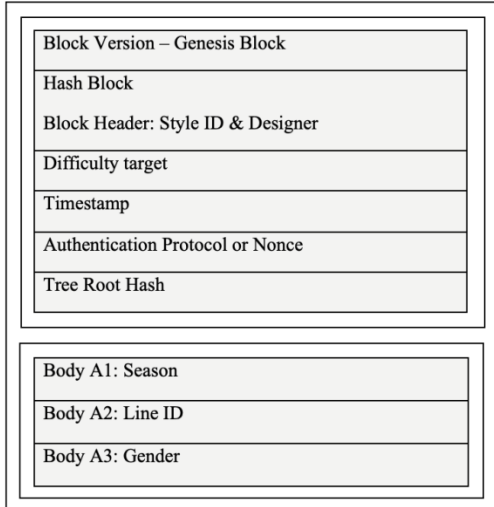 Block Version – Genesis Block
Hash Block
Block Header: Style ID & Designer
Difficulty target
Timestamp
Authentication Protocol or Nonce
Tree Root Hash
Body A1: Season
Body A2: Line ID
Body A3: Gender